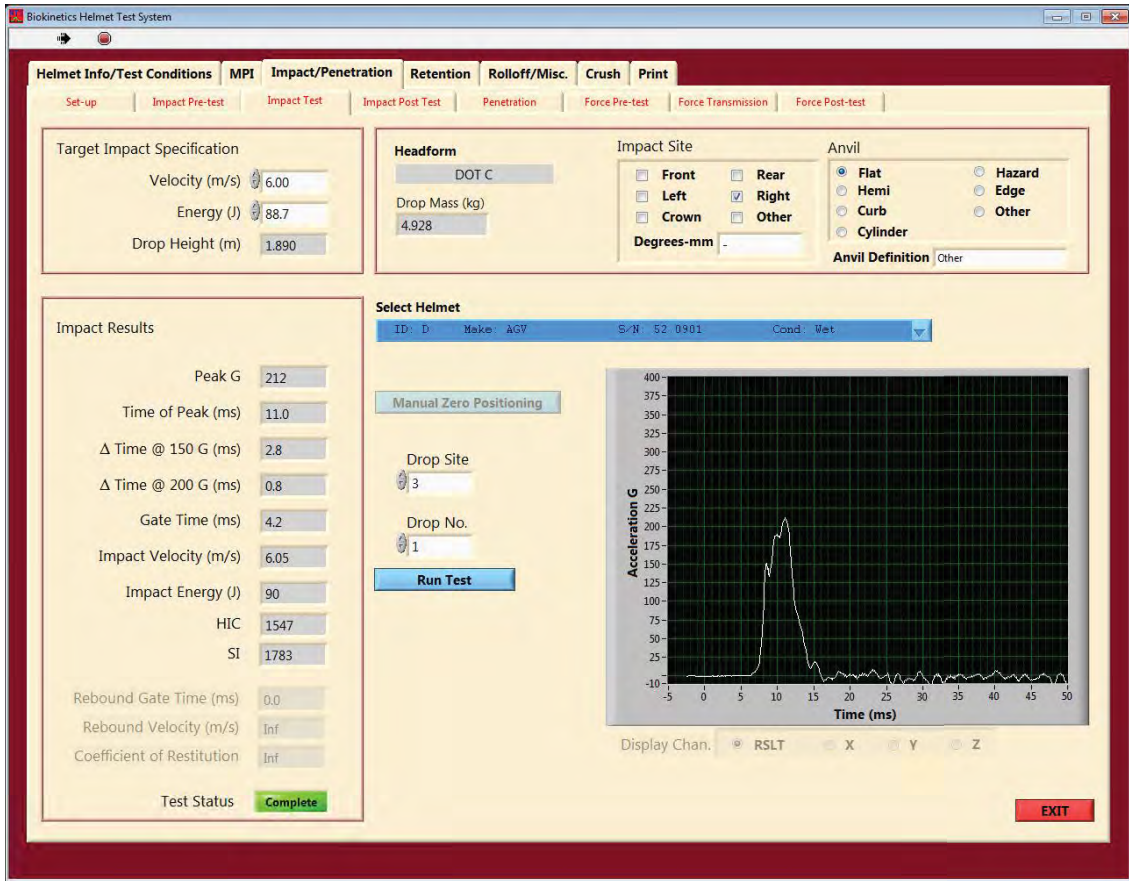 Biokinetics Helmet Test System
Helmet Info/Test Conditions MPI Impact/Penetration Retention Rolloff/Misc. Crush Print
Set-up Impact Pre-test Impact Test Impact Post Test Penetration Force Pre-test Force Transmission Force Post-test
Target Impact Specification
Velocity (m/s) 6.00
Energy (J) 88.7
Drop Height (m) 1.890
Headform
DOT C
Drop Mass (kg)
4.928
Impact Site
Front Rear
Left Right
Crown Other
Degrees-mm -
Anvil
Flat Hazard
Hemi Edge
Curb Other
Cylinder
Anvil Definition Other
Impact Results
Peak G 212
Time of Peak (ms) 11.0
Δ Time @ 150 G (ms) 2.8
Δ Time @ 200 G (ms) 0.8
Gate Time (ms) 4.2
Impact Velocity (m/s) 6.05
Impact Energy (J) 90
HIC 1547
SI 1783
Rebound Gate Time (ms) 0.0
Rebound Velocity (m/s) Inf
Coefficient of Restitution Inf
Test Status Complete
Select Helmet
ID: D Make: AGV S/N: 52 0901 Cond: Wet
Manual Zero Positioning
Drop Site
3
Drop No.
1
Run Test
Acceleration G
400
375
350
325
300
275
250
225
200
175
150
125
100
75
50
25
-10
-5 0 5 10 15 20 25 30 35 40 45 50
Time (ms)
Display Chan. RSLT X Y Z
EXIT